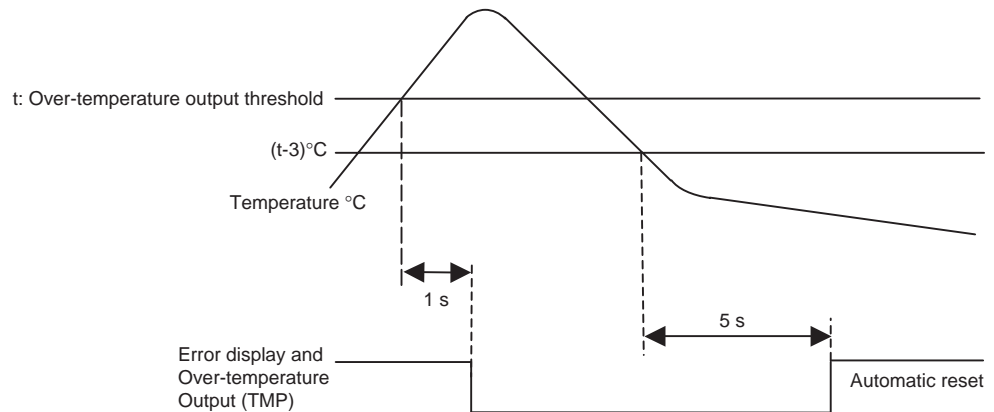 t: Over-temperature output threshold
(t-3)°C
Temperature °C
1 s
5 s
Error display and
Over-temperature
Output (TMP)
Automatic reset